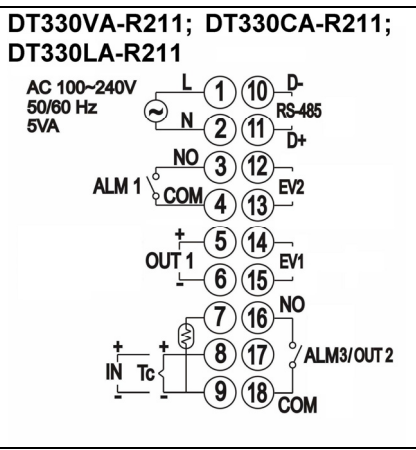 DT330VA-R211; DT330CA-R211;
DT330LA-R211
AC 100~240V
50/60 Hz
5VA
L
N
1
10
D-
RS-485
2
11
D+
NO
3
12
ALM 1
EV2
COM
4
13
+
5
14
OUT 1
EV1
-
6
15
7
16
NO
+
+
8
17
IN
Tc
ALM3/OUT 2
-
-
9
18
COM